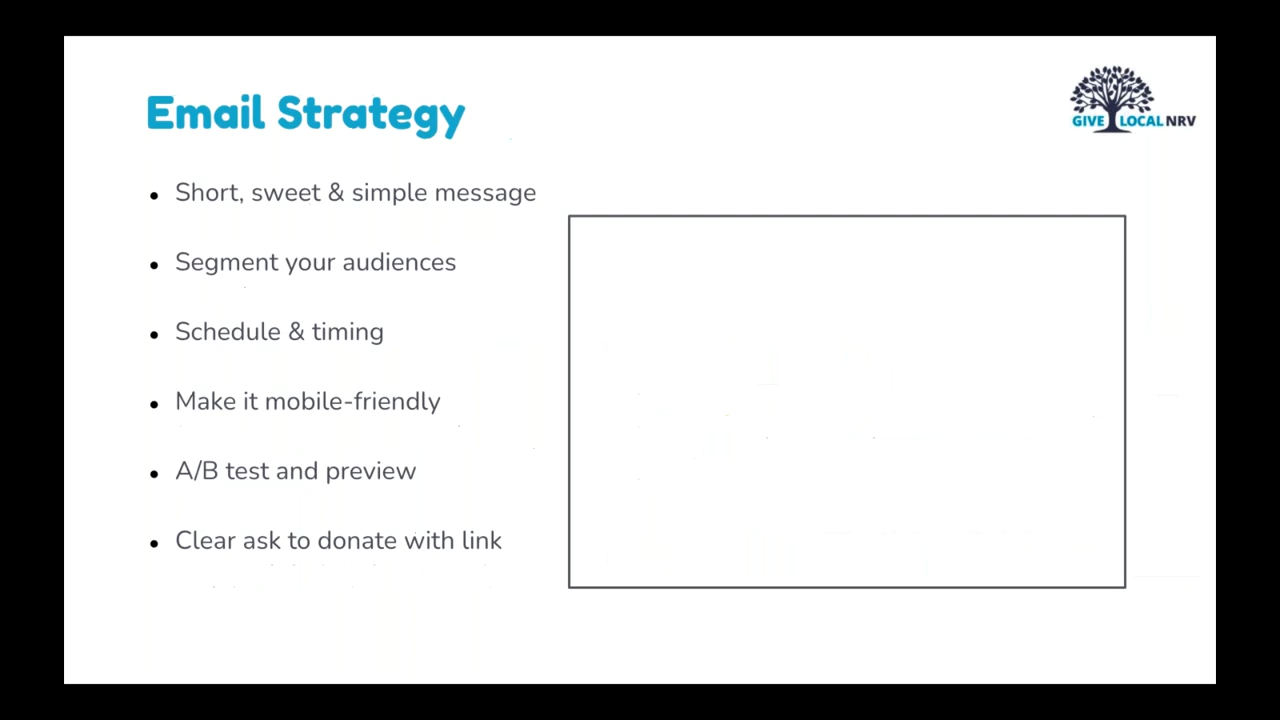 Email Strategy
GIVE LOCAL NRV
• Short, sweet & simple message
• Segment your audiences
• Schedule & timing
• Make it mobile-friendly
• A/B test and preview
• Clear ask to donate with link